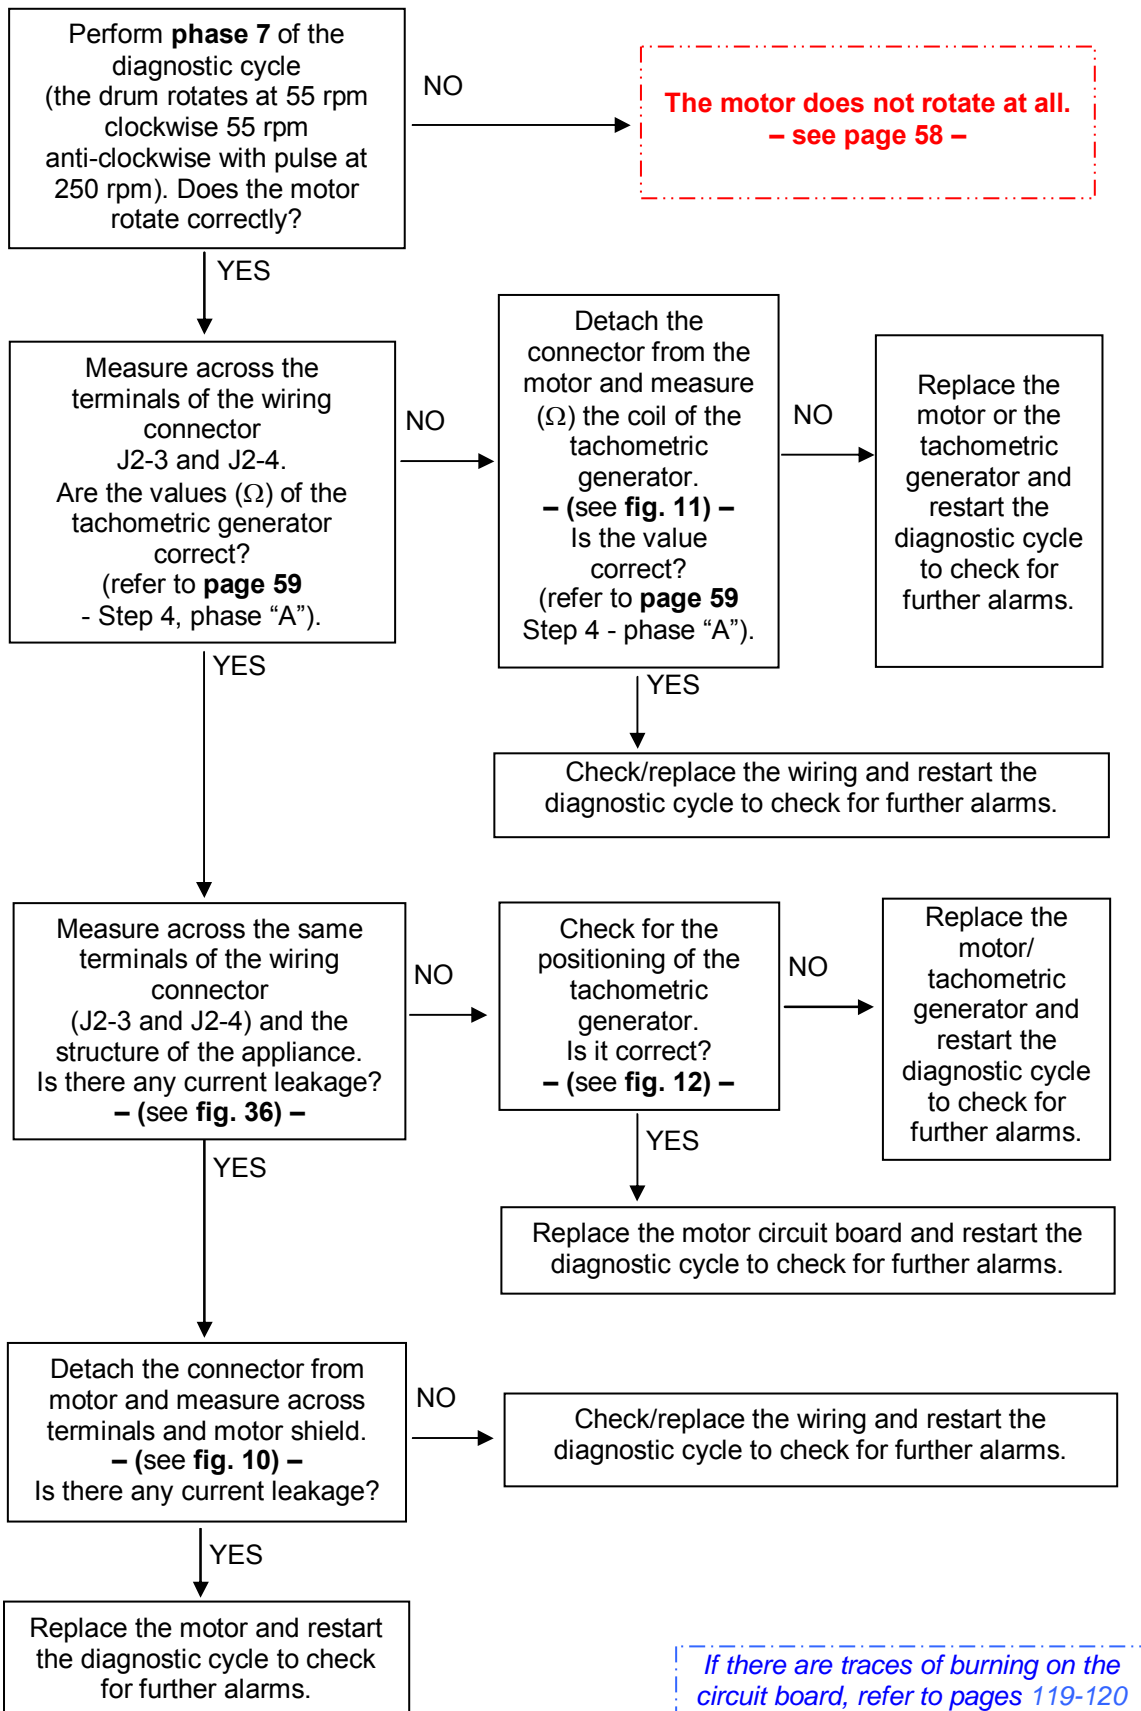 Perform phase 7 of the
diagnostic cycle
(the drum rotates at 55 rpm
clockwise 55 rpm
anti-clockwise with pulse at
250 rpm). Does the motor
rotate correctly?
NO
The motor does not rotate at all.
– see page 58 –
YES
Measure across the
terminals of the wiring
connector
J2-3 and J2-4.
Are the values (Ω) of the
tachometric generator
correct?
(refer to page 59
- Step 4, phase “A”).
NO
Detach the
connector from the
motor and measure
(Ω) the coil of the
tachometric
generator.
– (see fig. 11) –
Is the value
correct?
(refer to page 59
Step 4 - phase “A”).
NO
Replace the
motor or the
tachometric
generator and
restart the
diagnostic cycle
to check for
further alarms.
YES
YES
Check/replace the wiring and restart the
diagnostic cycle to check for further alarms.
Measure across the same
terminals of the wiring
connector
(J2-3 and J2-4) and the
structure of the appliance.
Is there any current leakage?
– (see fig. 36) –
NO
Check for the
positioning of the
tachometric
generator.
Is it correct?
– (see fig. 12) –
NO
Replace the
motor/
tachometric
generator and
restart the
diagnostic cycle
to check for
further alarms.
YES
YES
Replace the motor circuit board and restart the
diagnostic cycle to check for further alarms.
Detach the connector from
motor and measure across
terminals and motor shield.
– (see fig. 10) –
Is there any current leakage?
NO
Check/replace the wiring and restart the
diagnostic cycle to check for further alarms.
YES
Replace the motor and restart
the diagnostic cycle to check
for further alarms.
If there are traces of burning on the
circuit board, refer to pages 119-120